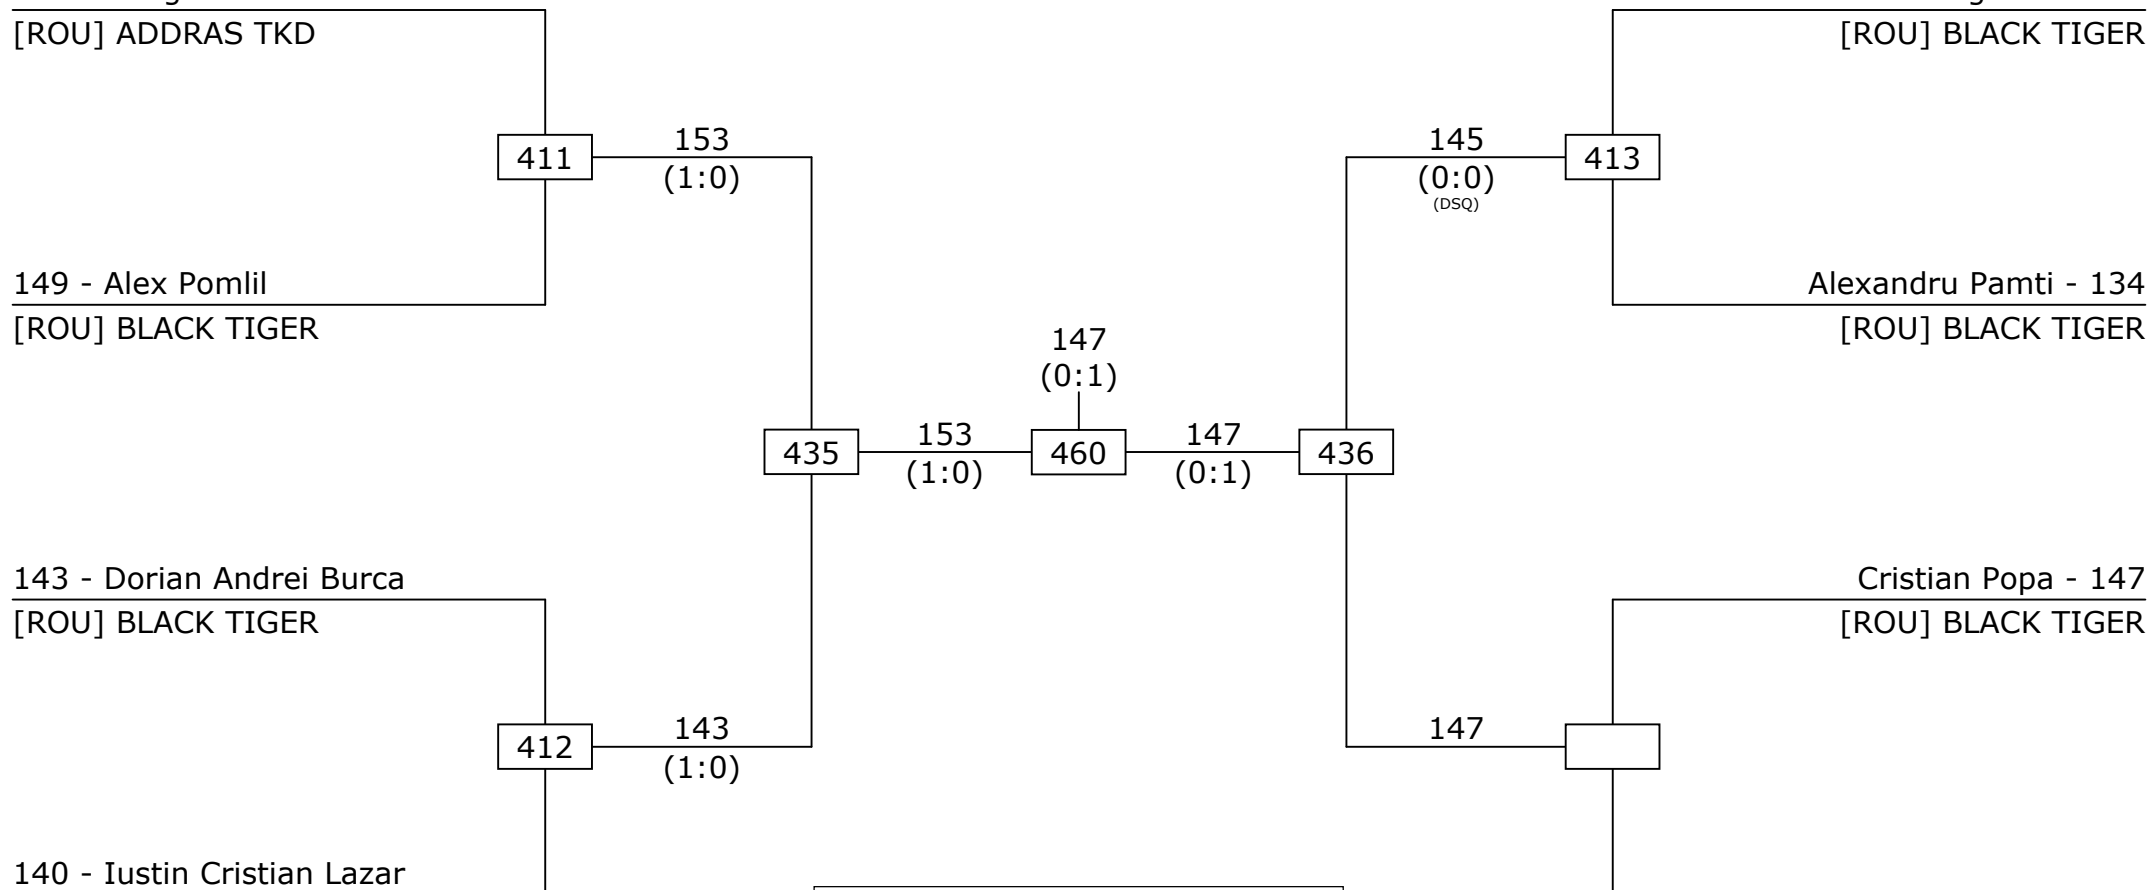 [ROU] ADDRAS TKD
[ROU] BLACK TIGER
411
153
(1:0)
145
(0:0)
(DSQ)
413
149 - Alex Pomlil
[ROU] BLACK TIGER
Alexandru Pamti - 134
[ROU] BLACK TIGER
147
(0:1)
435
153
(1:0)
460
147
(0:1)
436
143 - Dorian Andrei Burca
[ROU] BLACK TIGER
Cristian Popa - 147
[ROU] BLACK TIGER
412
143
(1:0)
147
140 - Iustin Cristian Lazar